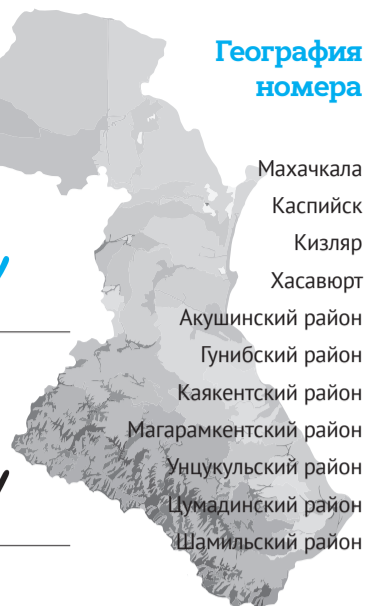 География
номера
Махачкала
Каспийск
Кизляр
Хасавюрт
Акушинский район
Гунибский район
Каякентский район
Магарамкентский район
Унцукульский район
Цумадинский район
Шамильский район